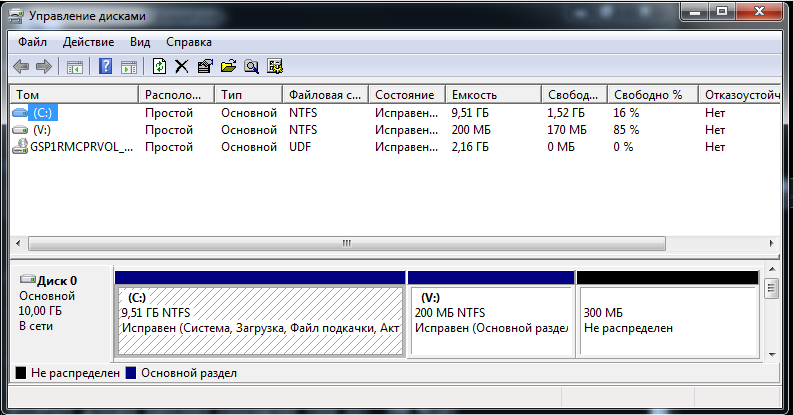 Управление дисками
Файл Действие Вид Справка
Том Располо... Тип Файловая с... Состояние Емкость Свобод... Свободно % Отказоустойч
(C:) Простой Основной NTFS Исправен... 9,51 ГБ 1,52 ГБ 16 % Нет
(V:) Простой Основной NTFS Исправен... 200 МБ 170 МБ 85 % Нет
GSP1RMCPRVOL_... Простой Основной UDF Исправен... 2,16 ГБ 0 МБ 0 % Нет
Диск 0
Основной
10,00 ГБ
В сети
(C:)
9,51 ГБ NTFS
Исправен (Система, Загрузка, Файл подкачки, Акт
(V:)
200 МБ NTFS
Исправен (Основной раздел
300 МБ
Не распределен
Не распределен Основной раздел